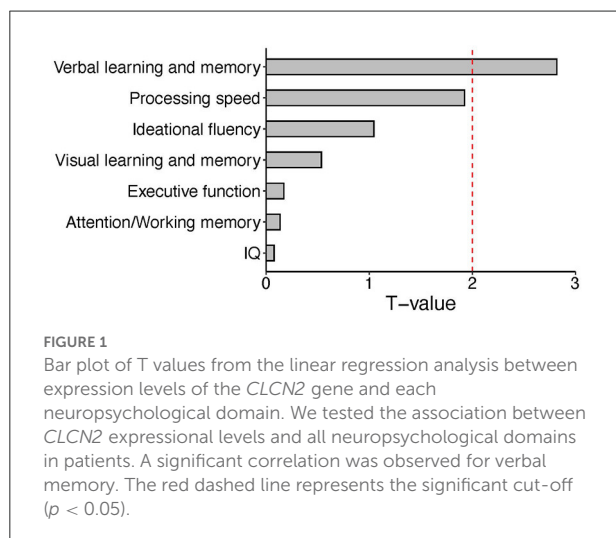 Verbal learning and memory
Processing speed
Ideational fluency
Visual learning and memory
Executive function
Attention/Working memory
IQ
0 1 2 3
T−value
FIGURE 1
Bar plot of T values from the linear regression analysis between
expression levels of the CLCN2 gene and each
neuropsychological domain. We tested the association between
CLCN2 expressional levels and all neuropsychological domains
in patients. A significant correlation was observed for verbal
memory. The red dashed line represents the significant cut-off
(p < 0.05).